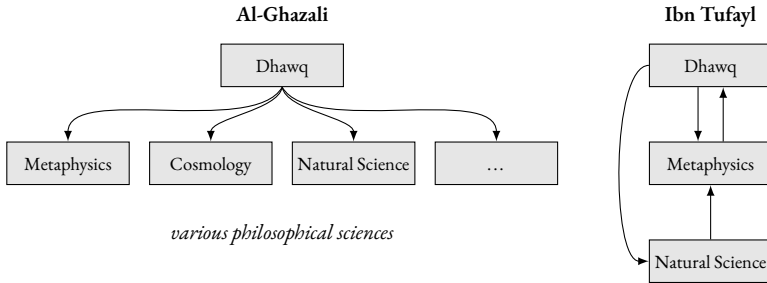 Al-Ghazali
Dhawq
Metaphysics
Cosmology
Natural Science
…
various philosophical sciences
Ibn Tufayl
Dhawq
Metaphysics
Natural Science